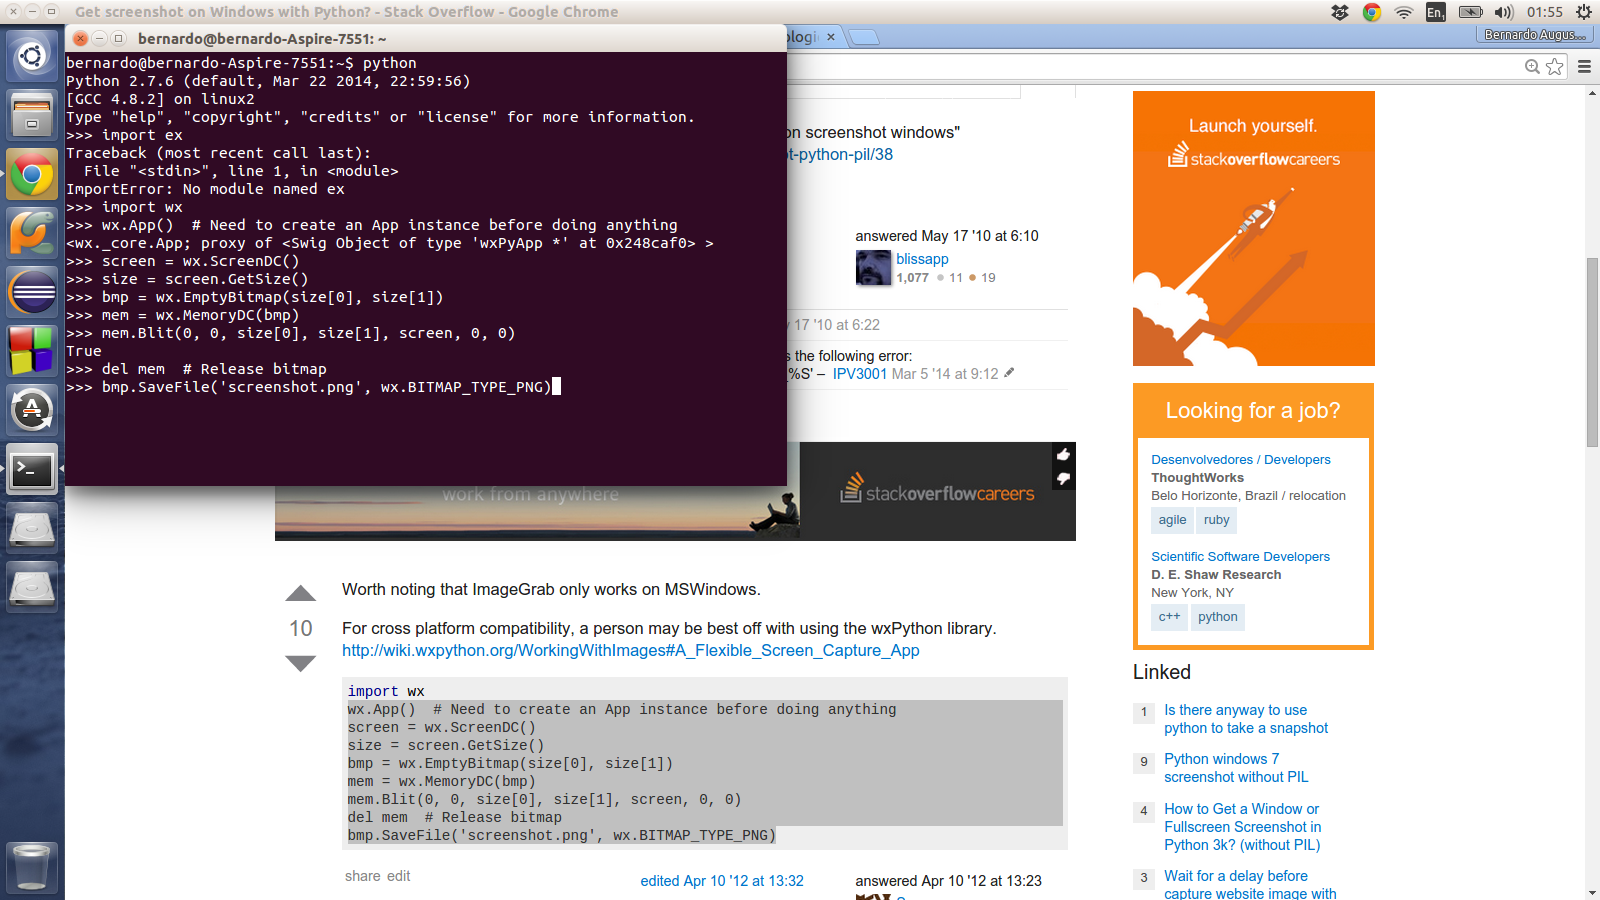 Get screenshot on Windows with Python? - Stack Overflow - Google Chrome
En1
01:55
bernardo@bernardo-Aspire-7551: ~
Bernardo Augus...
bernardo@bernardo-Aspire-7551:~$ python
Python 2.7.6 (default, Mar 22 2014, 22:59:56)
[GCC 4.8.2] on linux2
Type "help", "copyright", "credits" or "license" for more information.
>>> import ex
Traceback (most recent call last):
  File "<stdin>", line 1, in <module>
ImportError: No module named ex
>>> import wx
>>> wx.App()  # Need to create an App instance before doing anything
<wx._core.App; proxy of <Swig Object of type 'wxPyApp *' at 0x248caf0> >
>>> screen = wx.ScreenDC()
>>> size = screen.GetSize()
>>> bmp = wx.EmptyBitmap(size[0], size[1])
>>> mem = wx.MemoryDC(bmp)
>>> mem.Blit(0, 0, size[0], size[1], screen, 0, 0)
True
>>> del mem  # Release bitmap
>>> bmp.SaveFile('screenshot.png', wx.BITMAP_TYPE_PNG)
on screenshot windows"
ot-python-pil/38
answered May 17 '10 at 6:10
blissapp
1,077 11 19
17 '10 at 6:22
s the following error:
_%S' – IPV3001 Mar 5 '14 at 9:12
work from anywhere
stackoverflowcareers
Worth noting that ImageGrab only works on MSWindows.
10
For cross platform compatibility, a person may be best off with using the wxPython library.
http://wiki.wxpython.org/WorkingWithImages#A_Flexible_Screen_Capture_App
import wx
wx.App()  # Need to create an App instance before doing anything
screen = wx.ScreenDC()
size = screen.GetSize()
bmp = wx.EmptyBitmap(size[0], size[1])
mem = wx.MemoryDC(bmp)
mem.Blit(0, 0, size[0], size[1], screen, 0, 0)
del mem  # Release bitmap
bmp.SaveFile('screenshot.png', wx.BITMAP_TYPE_PNG)
share edit
edited Apr 10 '12 at 13:32
answered Apr 10 '12 at 13:23
Launch yourself.
stackoverflowcareers
Looking for a job?
Desenvolvedores / Developers
ThoughtWorks
Belo Horizonte, Brazil / relocation
agile ruby
Scientific Software Developers
D. E. Shaw Research
New York, NY
c++ python
Linked
1 Is there anyway to use
python to take a snapshot
9 Python windows 7
screenshot without PIL
4 How to Get a Window or
Fullscreen Screenshot in
Python 3k? (without PIL)
3 Wait for a delay before
capture website image with